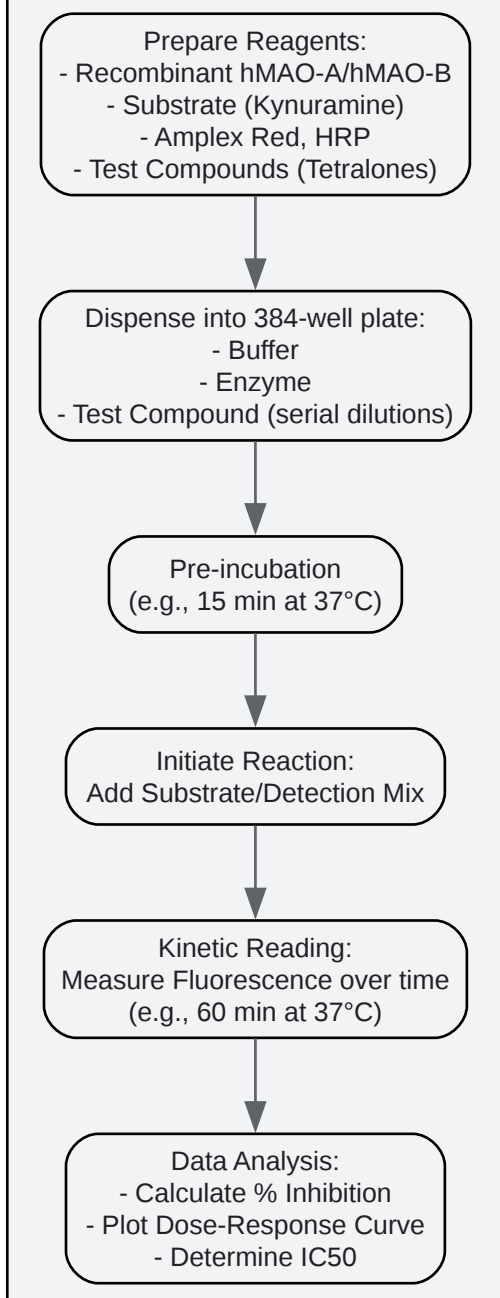 Prepare Reagents:
- Recombinant hMAO-A/hMAO-B
- Substrate (Kynuramine)
- Amplex Red, HRP
- Test Compounds (Tetralones)
Dispense into 384-well plate:
- Buffer
- Enzyme
- Test Compound (serial dilutions)
Pre-incubation
(e.g., 15 min at 37°C)
Initiate Reaction:
Add Substrate/Detection Mix
Kinetic Reading:
Measure Fluorescence over time
(e.g., 60 min at 37°C)
Data Analysis:
- Calculate % Inhibition
- Plot Dose-Response Curve
- Determine IC50